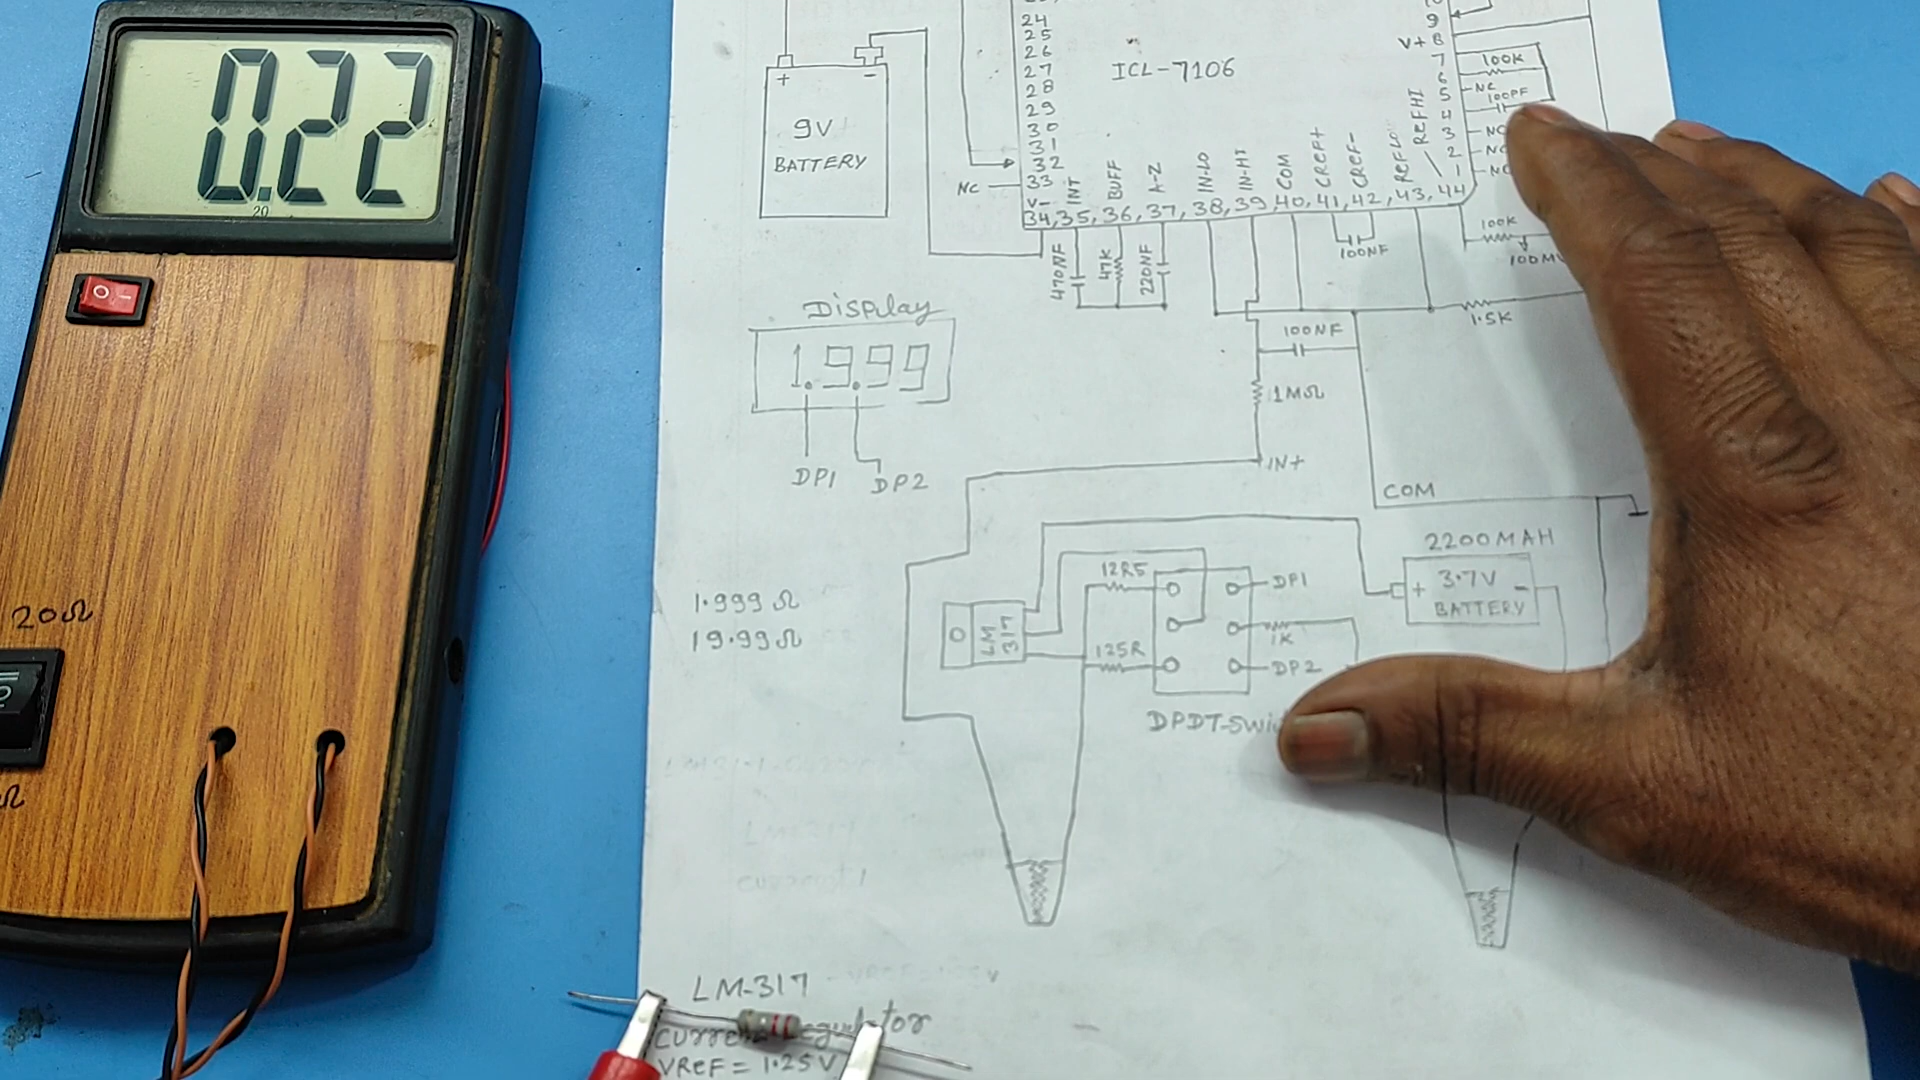 0.22
20
O I
20Ω
24
25
26
27
28
29
30
31
32
NC 33
V-
34, 35, 36, 37, 38, 39, 40, 41, 42, 43, 44
INT
BUFF
A-Z
IN-LO
IN-HI
COM
CREF+
CREF-
REFLO
REFHI
ICL-7106
9
V+ 8
7
6
5
4
3
2
1
100K
NC
100PF
NC
NC
NC
+ -
9V
BATTERY
470NF
47K
220NF
100NF
100K
1.5K
Display
1.9.99
DP1 DP2
100NF
1MΩ
IN+
COM
1.999 Ω
19.99 Ω
LM
317
12R5
125R
DP1
1K
DP2
2200MAH
+ 3.7V -
BATTERY
LM-317
VREF = 1.25V